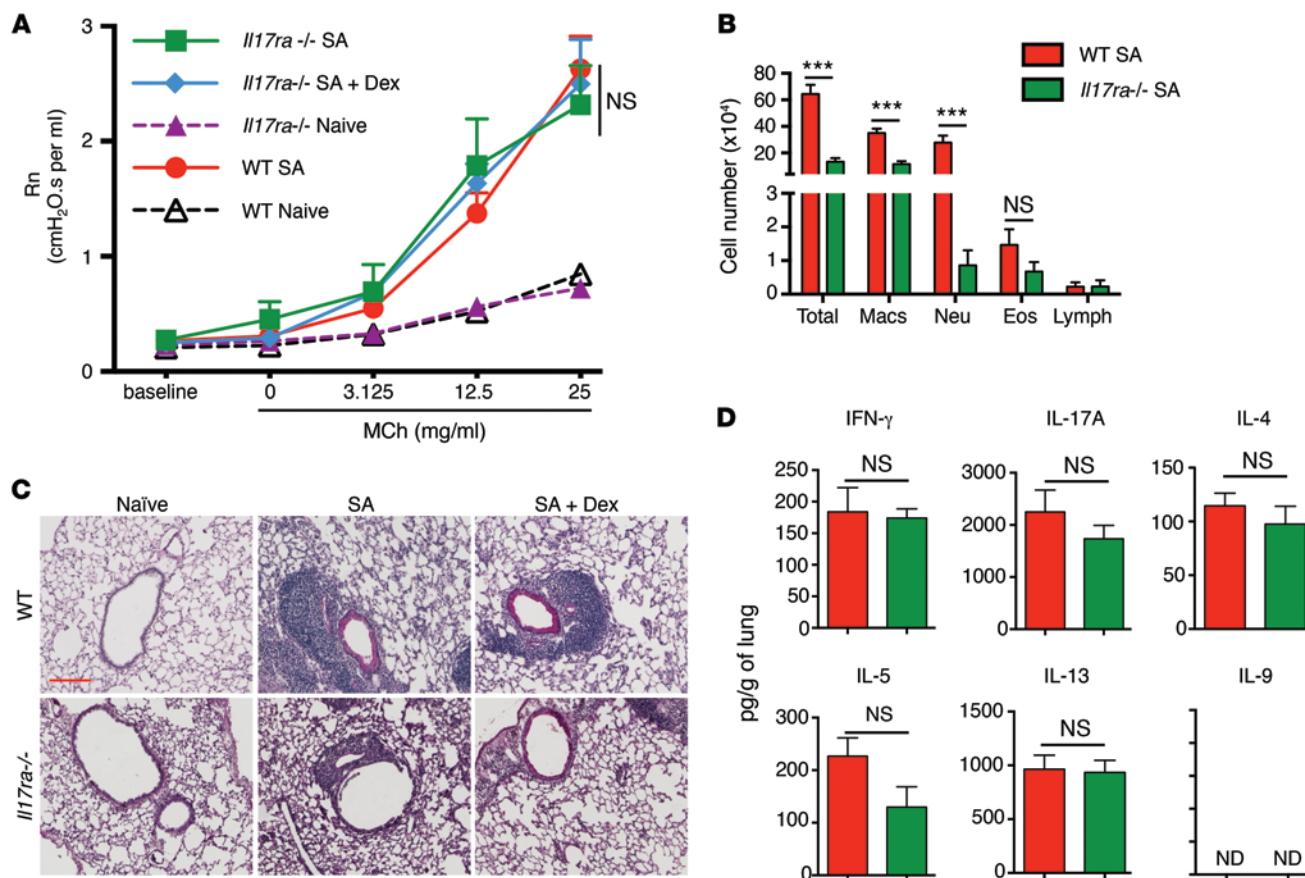 A
Il17ra -/- SA
Il17ra-/- SA + Dex
Il17ra-/- Naive
WT SA
WT Naive
NS
3
2
1
0
Rn
(cmH2O.s per ml)
baseline
0
3.125
12.5
25
MCh (mg/ml)
B
WT SA
Il17ra-/- SA
***
***
***
NS
80
60
40
20
3
2
1
0
Cell number (x10⁴)
Total
Macs
Neu
Eos
Lymph
C
Naïve
SA
SA + Dex
WT
Il17ra-/-
D
pg/g of lung
IFN-γ
NS
250
200
150
100
50
0
IL-17A
NS
3000
2000
1000
0
IL-4
NS
150
100
50
0
IL-5
NS
300
200
100
0
IL-13
NS
1500
1000
500
0
IL-9
ND
ND